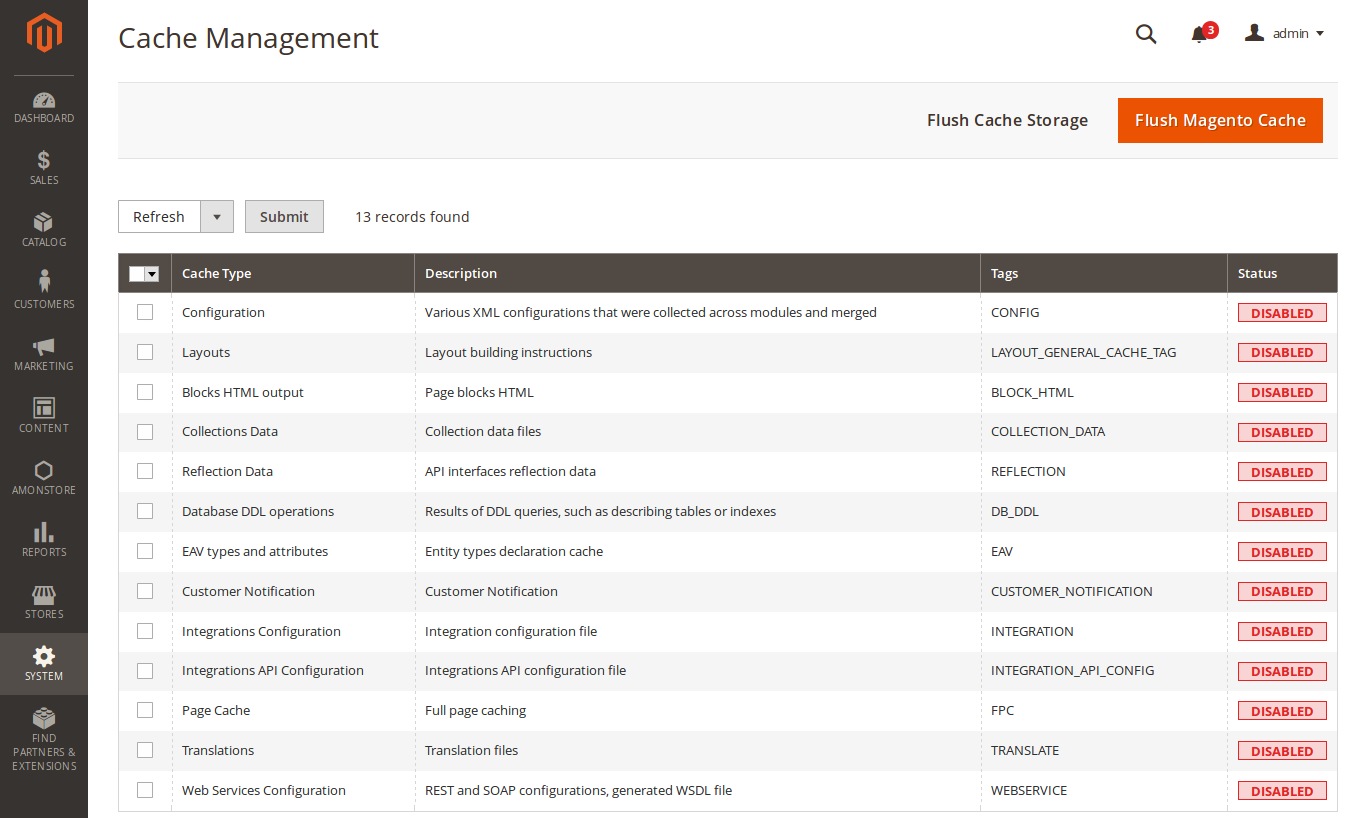 Cache Management
3
admin
DASHBOARD
SALES
CATALOG
CUSTOMERS
MARKETING
CONTENT
AMONSTORE
REPORTS
STORES
SYSTEM
FIND
PARTNERS &
EXTENSIONS
Flush Cache Storage Flush Magento Cache
Refresh Submit 13 records found
Cache Type Description Tags Status
Configuration Various XML configurations that were collected across modules and merged CONFIG DISABLED
Layouts Layout building instructions LAYOUT_GENERAL_CACHE_TAG DISABLED
Blocks HTML output Page blocks HTML BLOCK_HTML DISABLED
Collections Data Collection data files COLLECTION_DATA DISABLED
Reflection Data API interfaces reflection data REFLECTION DISABLED
Database DDL operations Results of DDL queries, such as describing tables or indexes DB_DDL DISABLED
EAV types and attributes Entity types declaration cache EAV DISABLED
Customer Notification Customer Notification CUSTOMER_NOTIFICATION DISABLED
Integrations Configuration Integration configuration file INTEGRATION DISABLED
Integrations API Configuration Integrations API configuration file INTEGRATION_API_CONFIG DISABLED
Page Cache Full page caching FPC DISABLED
Translations Translation files TRANSLATE DISABLED
Web Services Configuration REST and SOAP configurations, generated WSDL file WEBSERVICE DISABLED